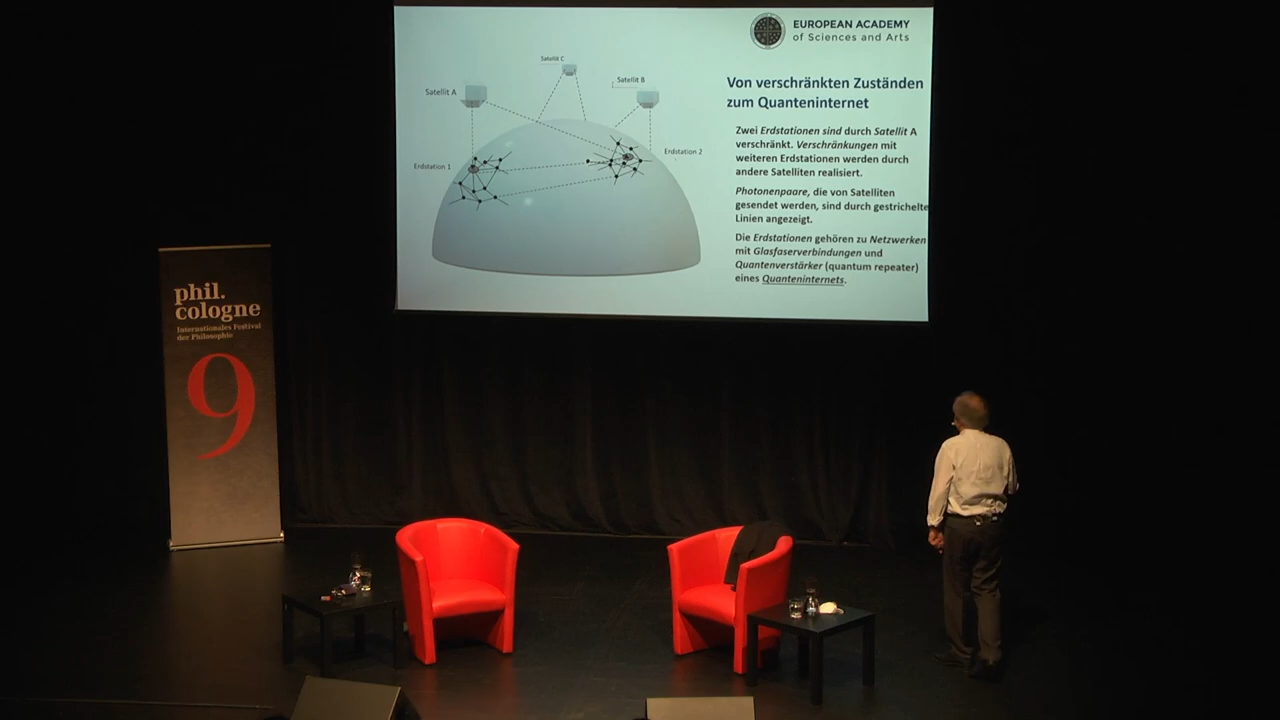 EUROPEAN ACADEMY
of Sciences and Arts
Satellit C
Satellit B
Satellit A
Erdstation 1
Erdstation 2
Von verschränkten Zuständen
zum Quanteninternet
Zwei Erdstationen sind durch Satellit A
verschränkt. Verschränkungen mit
weiteren Erdstationen werden durch
andere Satelliten realisiert.
Photonenpaare, die von Satelliten
gesendet werden, sind durch gestrichelte
Linien angezeigt.
Die Erdstationen gehören zu Netzwerken
mit Glasfaserverbindungen und
Quantenverstärker (quantum repeater)
eines Quanteninternets.
phil.
cologne
Internationales Festival
der Philosophie
9